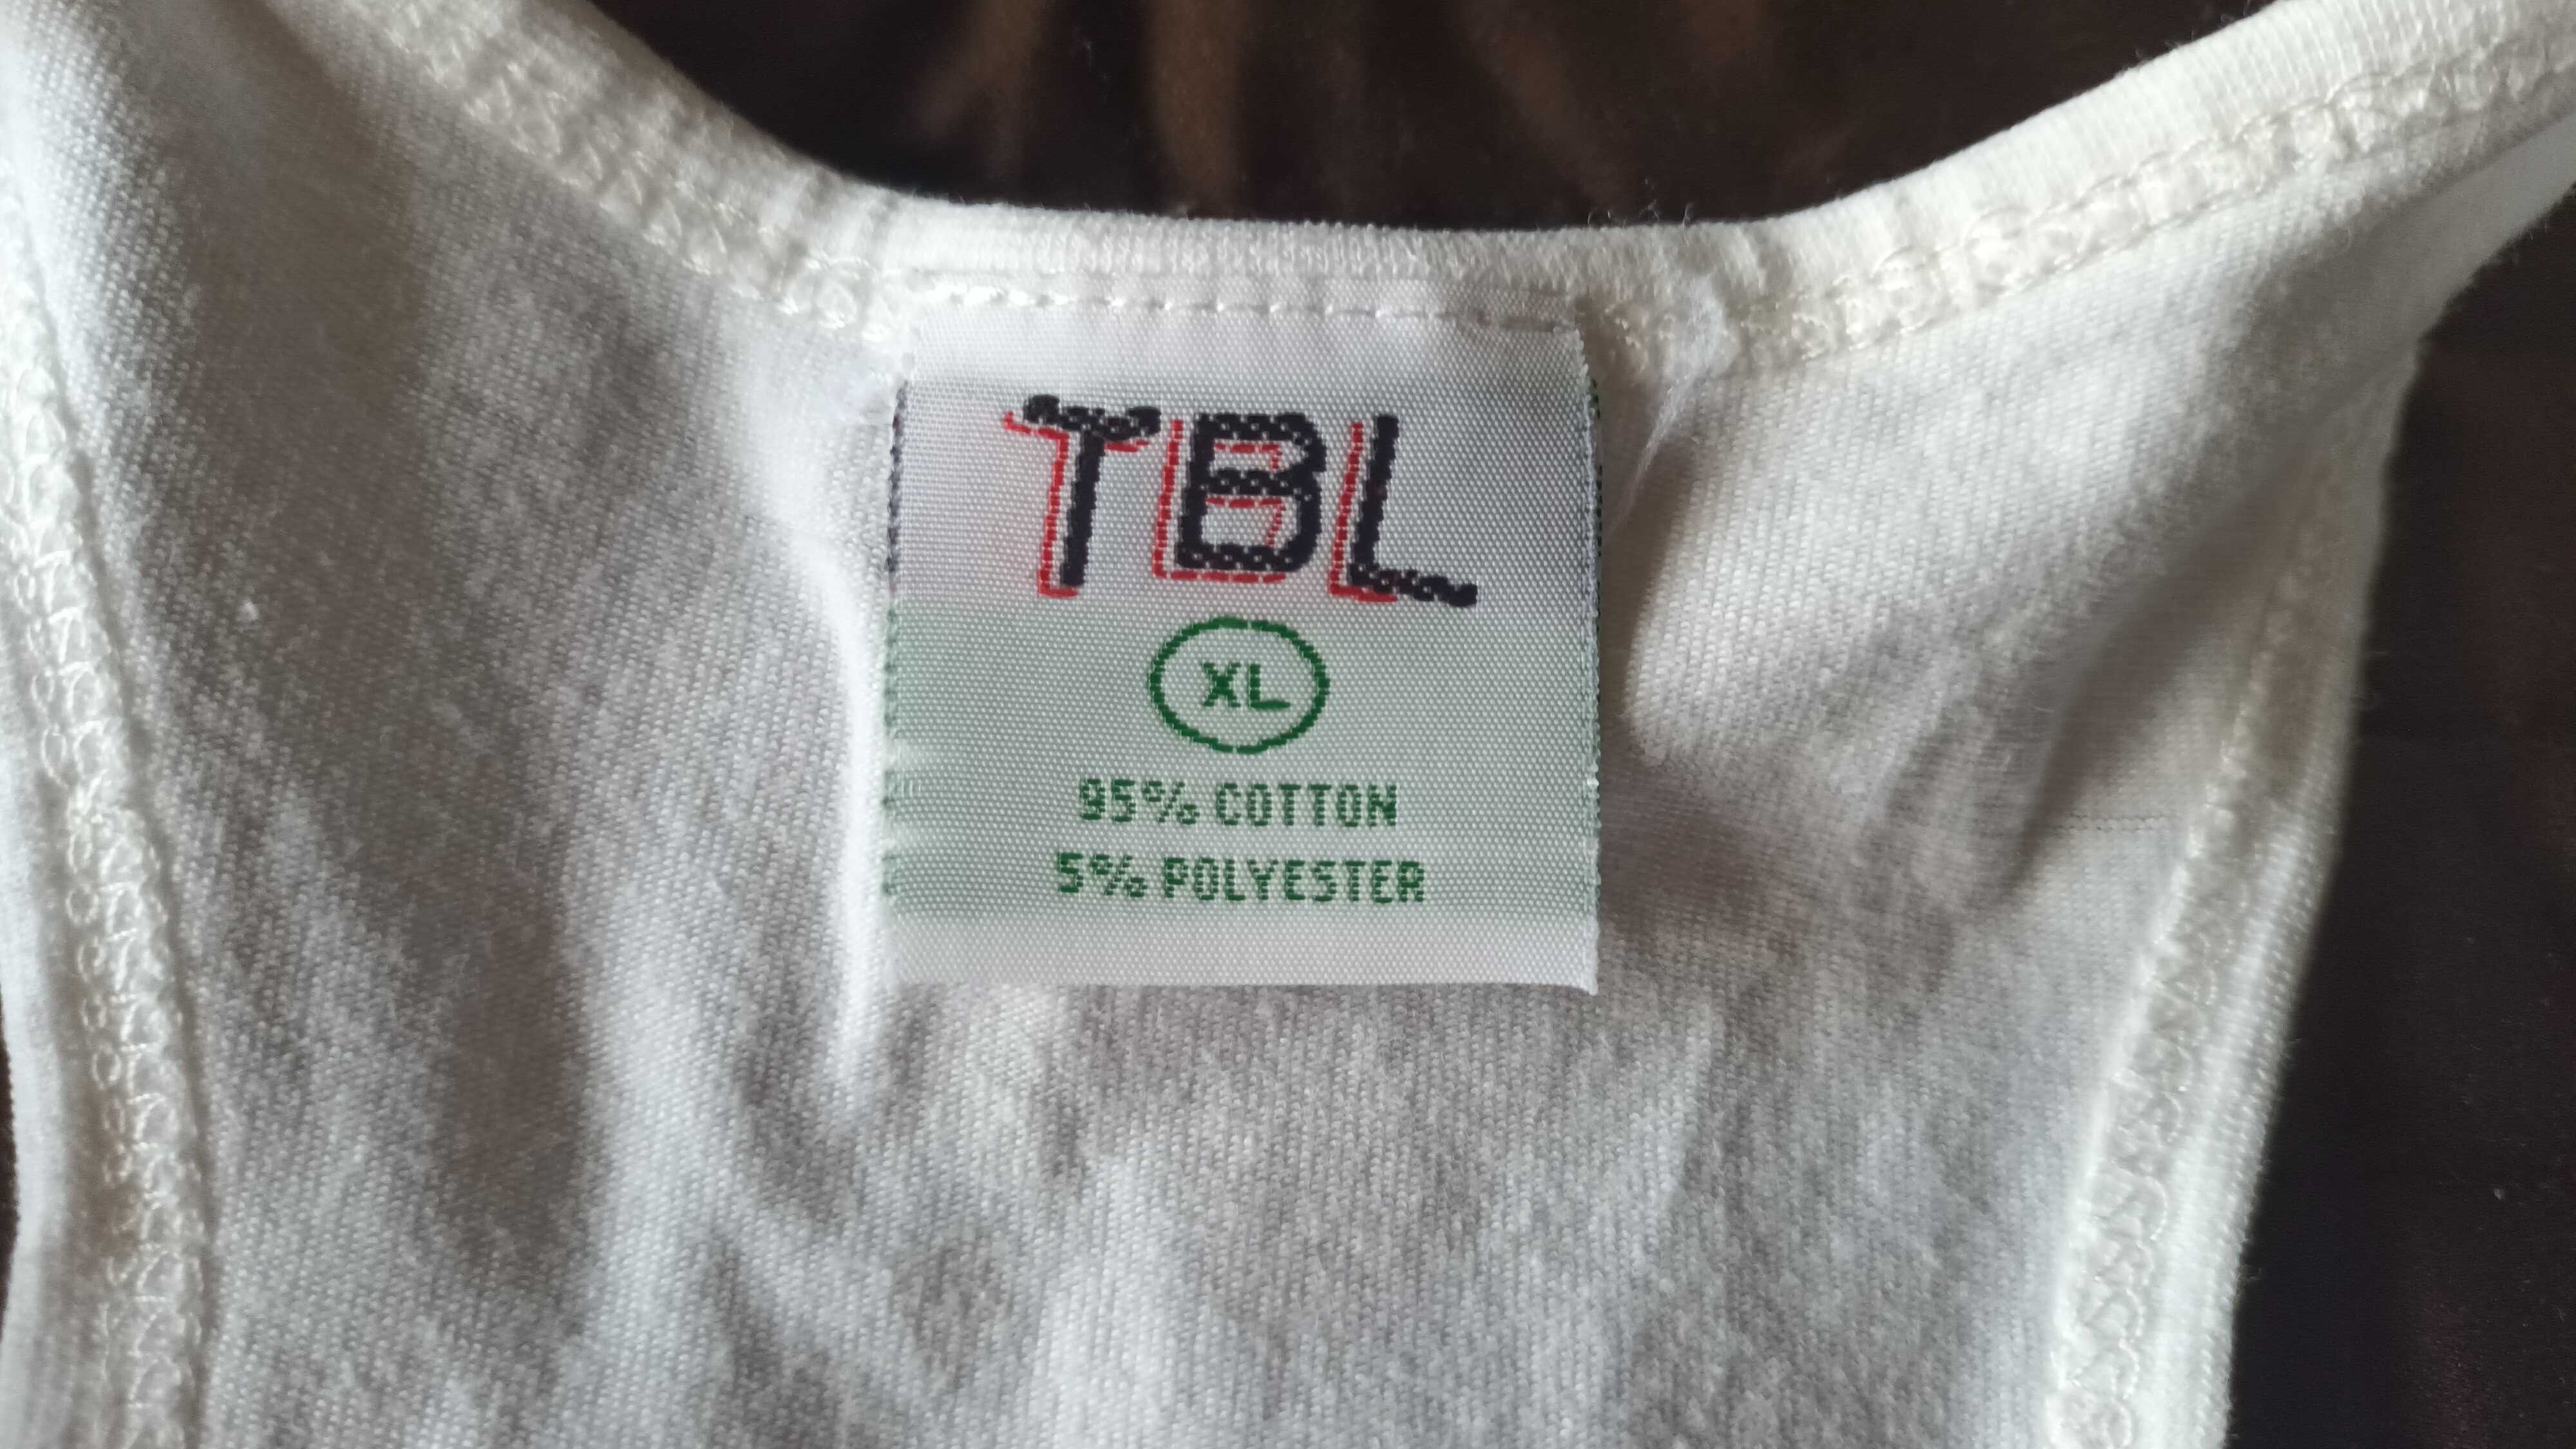 TBL
XL
95% COTTON
5% POLYESTER